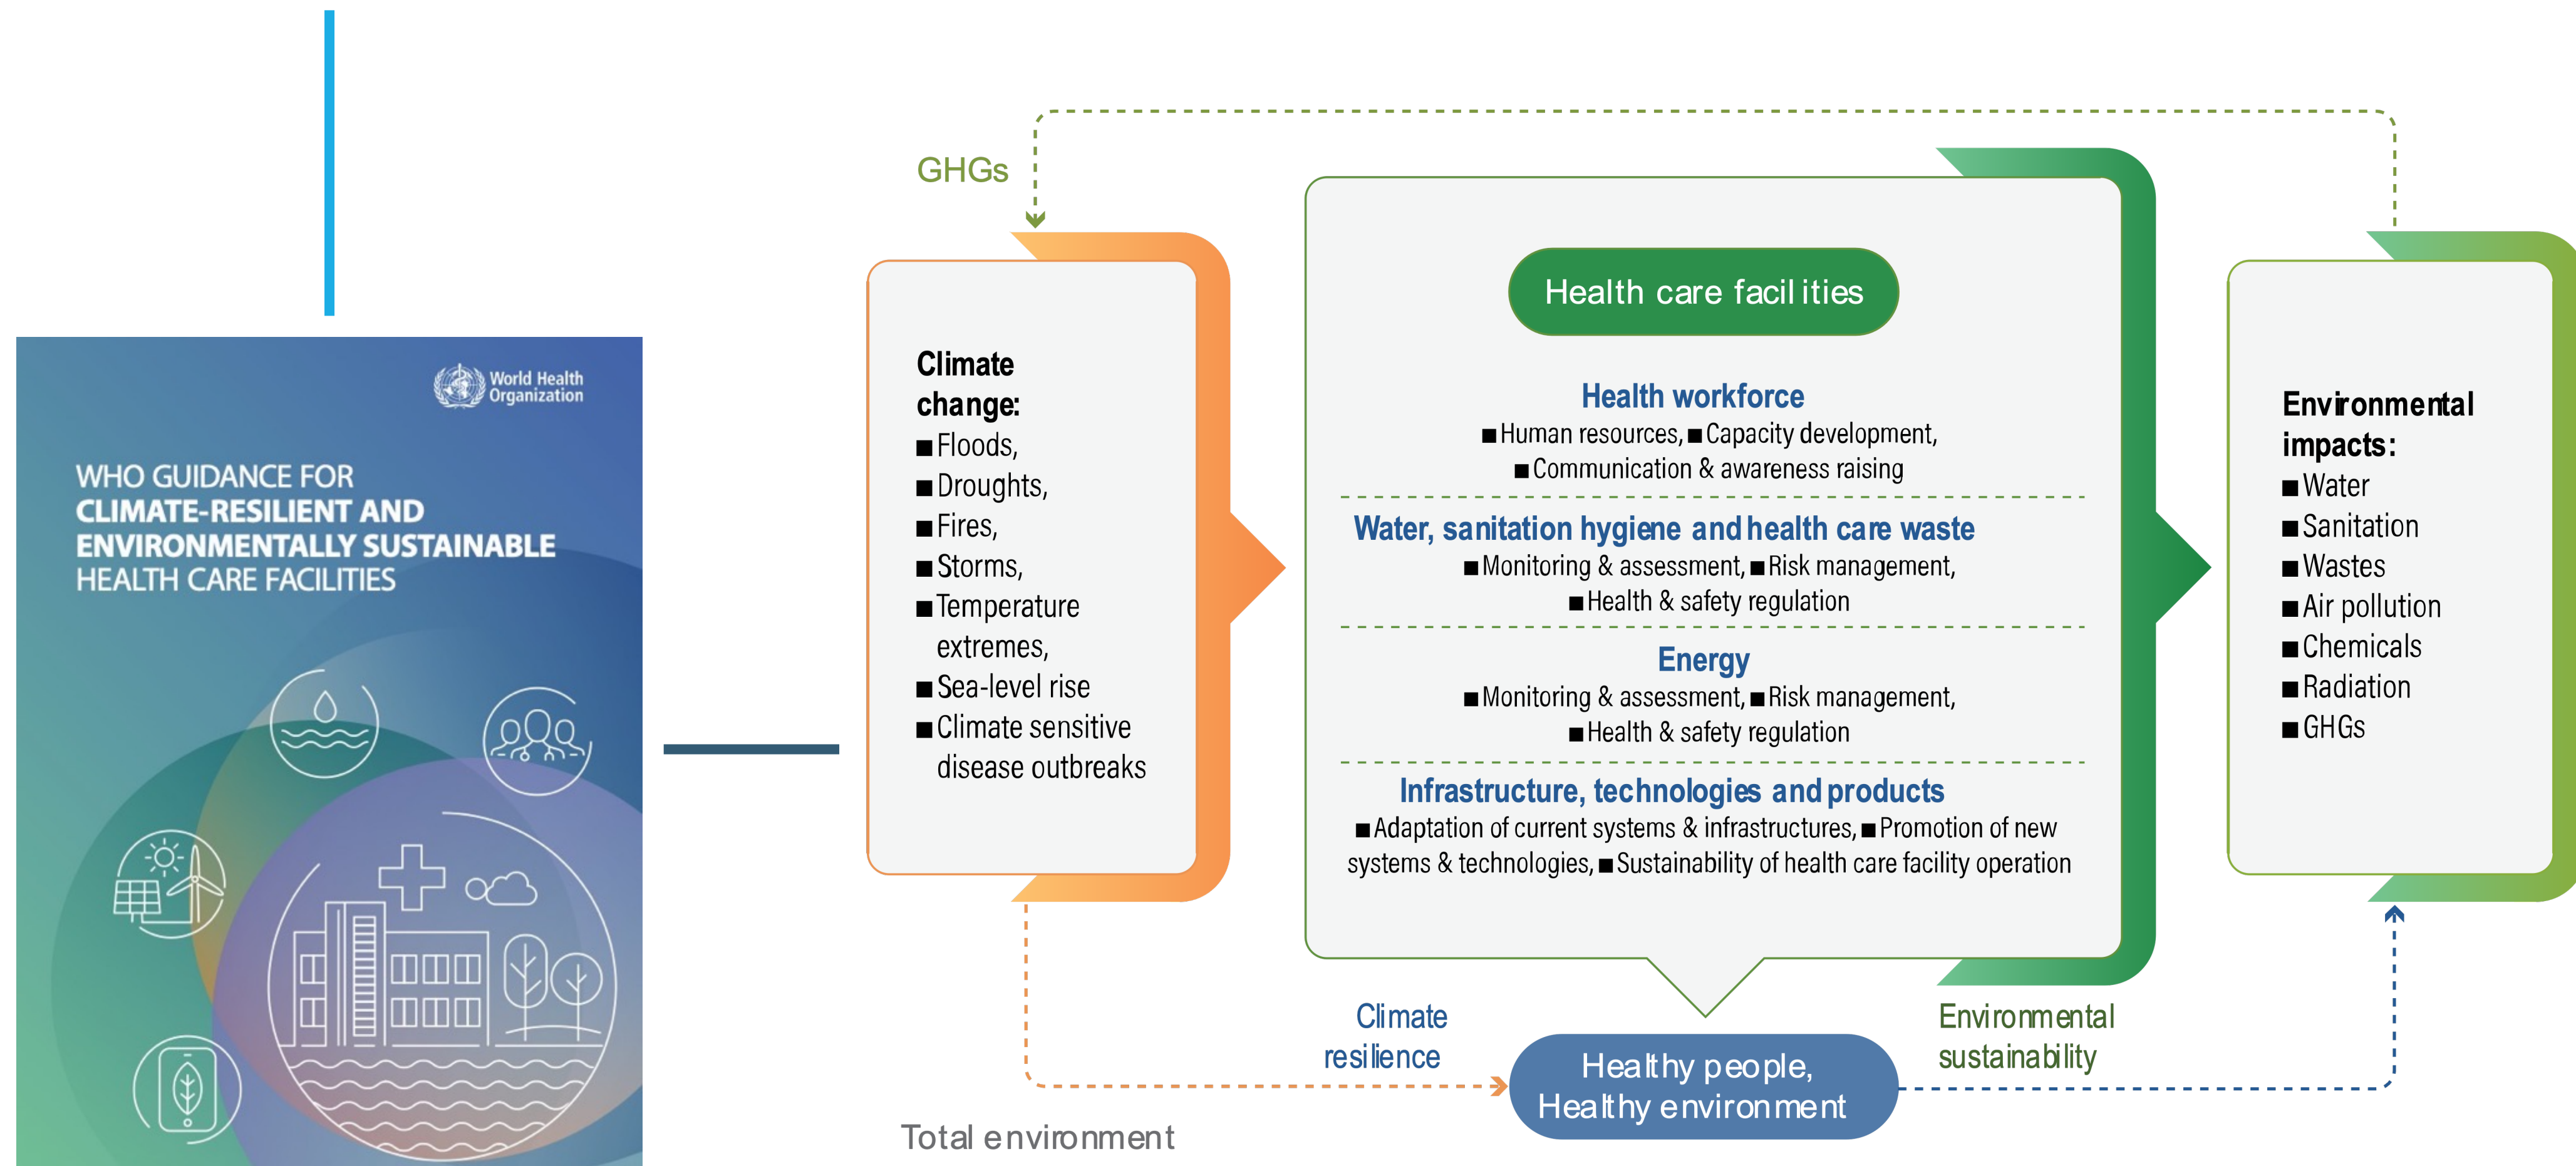 World Health
Organization
WHO GUIDANCE FOR
CLIMATE-RESILIENT AND
ENVIRONMENTALLY SUSTAINABLE
HEALTH CARE FACILITIES
GHGs
Climate
change:
■ Floods,
■ Droughts,
■ Fires,
■ Storms,
■ Temperature
extremes,
■ Sea-level rise
■ Climate sensitive
disease outbreaks
Health care facilities
Health workforce
■ Human resources, ■ Capacity development,
■ Communication & awareness raising
Water, sanitation hygiene and health care waste
■ Monitoring & assessment, ■ Risk management,
■ Health & safety regulation
Energy
■ Monitoring & assessment, ■ Risk management,
■ Health & safety regulation
Infrastructure, technologies and products
■ Adaptation of current systems & infrastructures, ■ Promotion of new
systems & technologies, ■ Sustainability of health care facility operation
Environmental
impacts:
■ Water
■ Sanitation
■ Wastes
■ Air pollution
■ Chemicals
■ Radiation
■ GHGs
Climate
resilience
Healthy people,
Healthy environment
Environmental
sustainability
Total environment